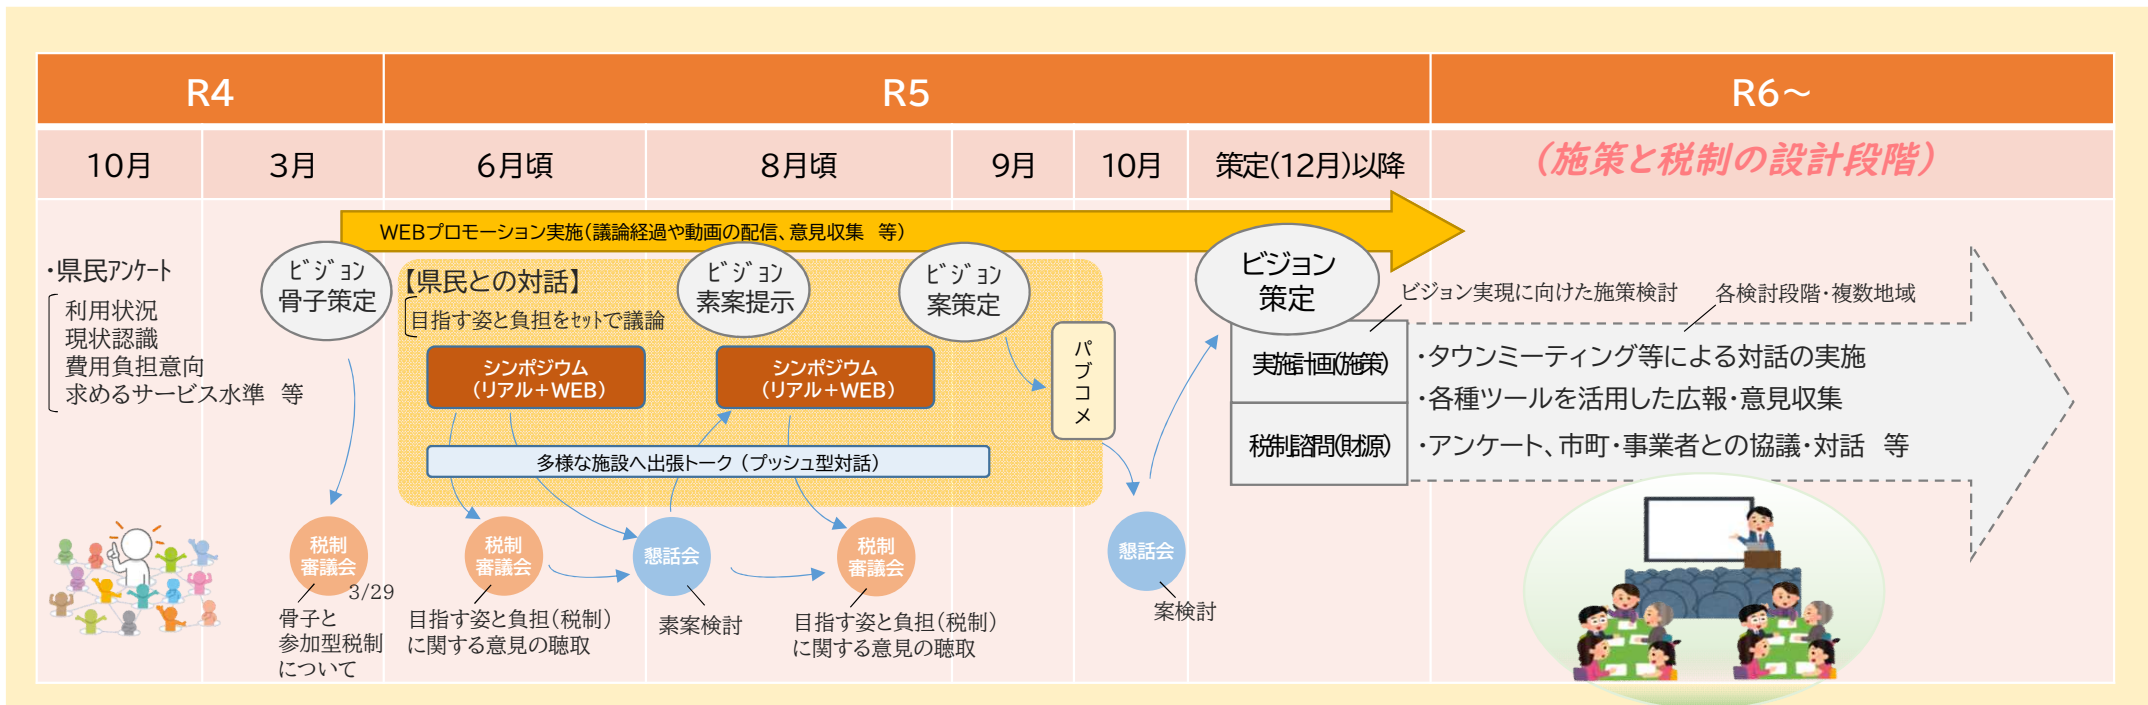 R4
R5
R6～
10月
3月
6月頃
8月頃
9月
10月
策定(12月)以降
（施策と税制の設計段階）
WEBプロモーション実施（議論経過や動画の配信、意見収集　等）
・県民ｱﾝｹｰﾄ
利用状況
現状認識
費用負担意向
求めるサービス水準　等
ﾋﾞｼﾞｮﾝ
骨子策定
【県民との対話】
目指す姿と負担をｾｯﾄで議論
ﾋﾞｼﾞｮﾝ
素案提示
ﾋﾞｼﾞｮﾝ
案策定
ビジョン
策定
シンポジウム
（リアル＋WEB）
シンポジウム
（リアル＋WEB）
パブコメ
多様な施設へ出張トーク（プッシュ型対話）
ビジョン実現に向けた施策検討
各検討段階・複数地域
実施計画(施策)
税制諮問(財源)
・タウンミーティング等による対話の実施
・各種ツールを活用した広報・意見収集
・アンケート、市町・事業者との協議・対話　等
税制
審議会
3/29
骨子と
参加型税制
について
税制
審議会
目指す姿と負担（税制）
に関する意見の聴取
懇話会
素案検討
税制
審議会
目指す姿と負担（税制）
に関する意見の聴取
懇話会
案検討